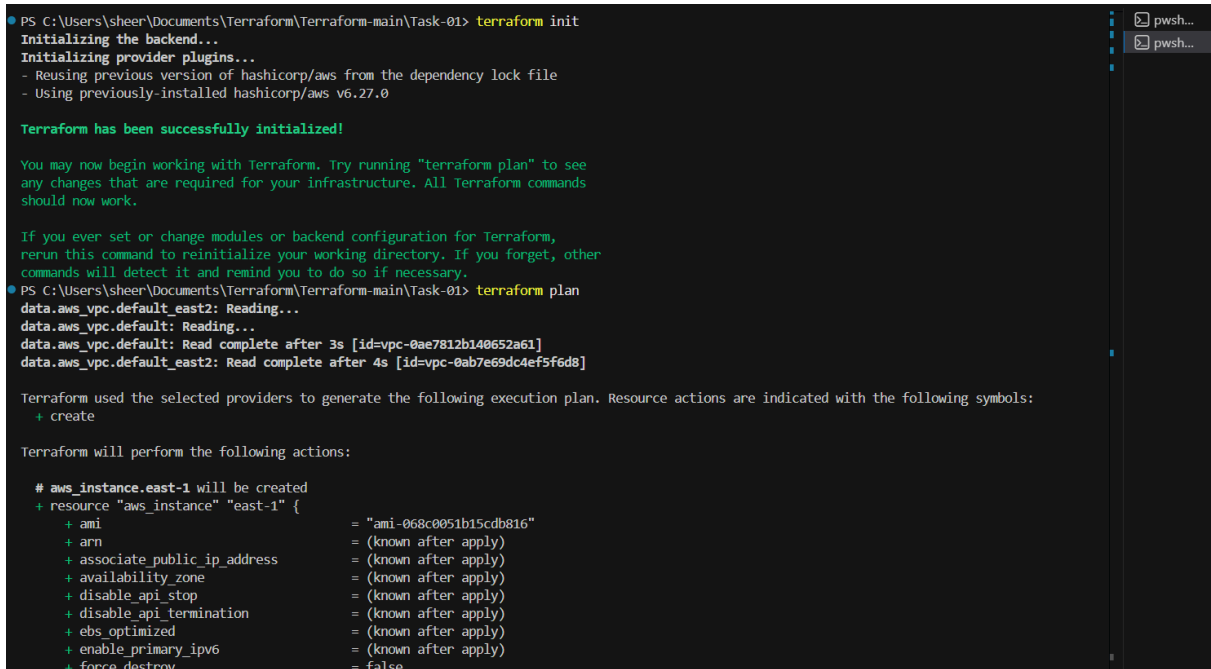 PS C:\Users\sheer\Documents\Terraform\Terraform-main\Task-01> terraform init
Initializing the backend...
Initializing provider plugins...
- Reusing previous version of hashicorp/aws from the dependency lock file
- Using previously-installed hashicorp/aws v6.27.0
Terraform has been successfully initialized!
You may now begin working with Terraform. Try running "terraform plan" to see
any changes that are required for your infrastructure. All Terraform commands
should now work.
If you ever set or change modules or backend configuration for Terraform,
rerun this command to reinitialize your working directory. If you forget, other
commands will detect it and remind you to do so if necessary.
PS C:\Users\sheer\Documents\Terraform\Terraform-main\Task-01> terraform plan
data.aws_vpc.default_east2: Reading...
data.aws_vpc.default: Reading...
data.aws_vpc.default: Read complete after 3s [id=vpc-0ae7812b140652a61]
data.aws_vpc.default_east2: Read complete after 4s [id=vpc-0ab7e69dc4ef5f6d8]
Terraform used the selected providers to generate the following execution plan. Resource actions are indicated with the following symbols:
+ create
Terraform will perform the following actions:
# aws_instance.east-1 will be created
+ resource "aws_instance" "east-1" {
+ ami = "ami-068c0051b15cdb816"
+ arn = (known after apply)
+ associate_public_ip_address = (known after apply)
+ availability_zone = (known after apply)
+ disable_api_stop = (known after apply)
+ disable_api_termination = (known after apply)
+ ebs_optimized = (known after apply)
+ enable_primary_ipv6 = (known after apply)
+ force_destroy = false
pwsh...
pwsh...